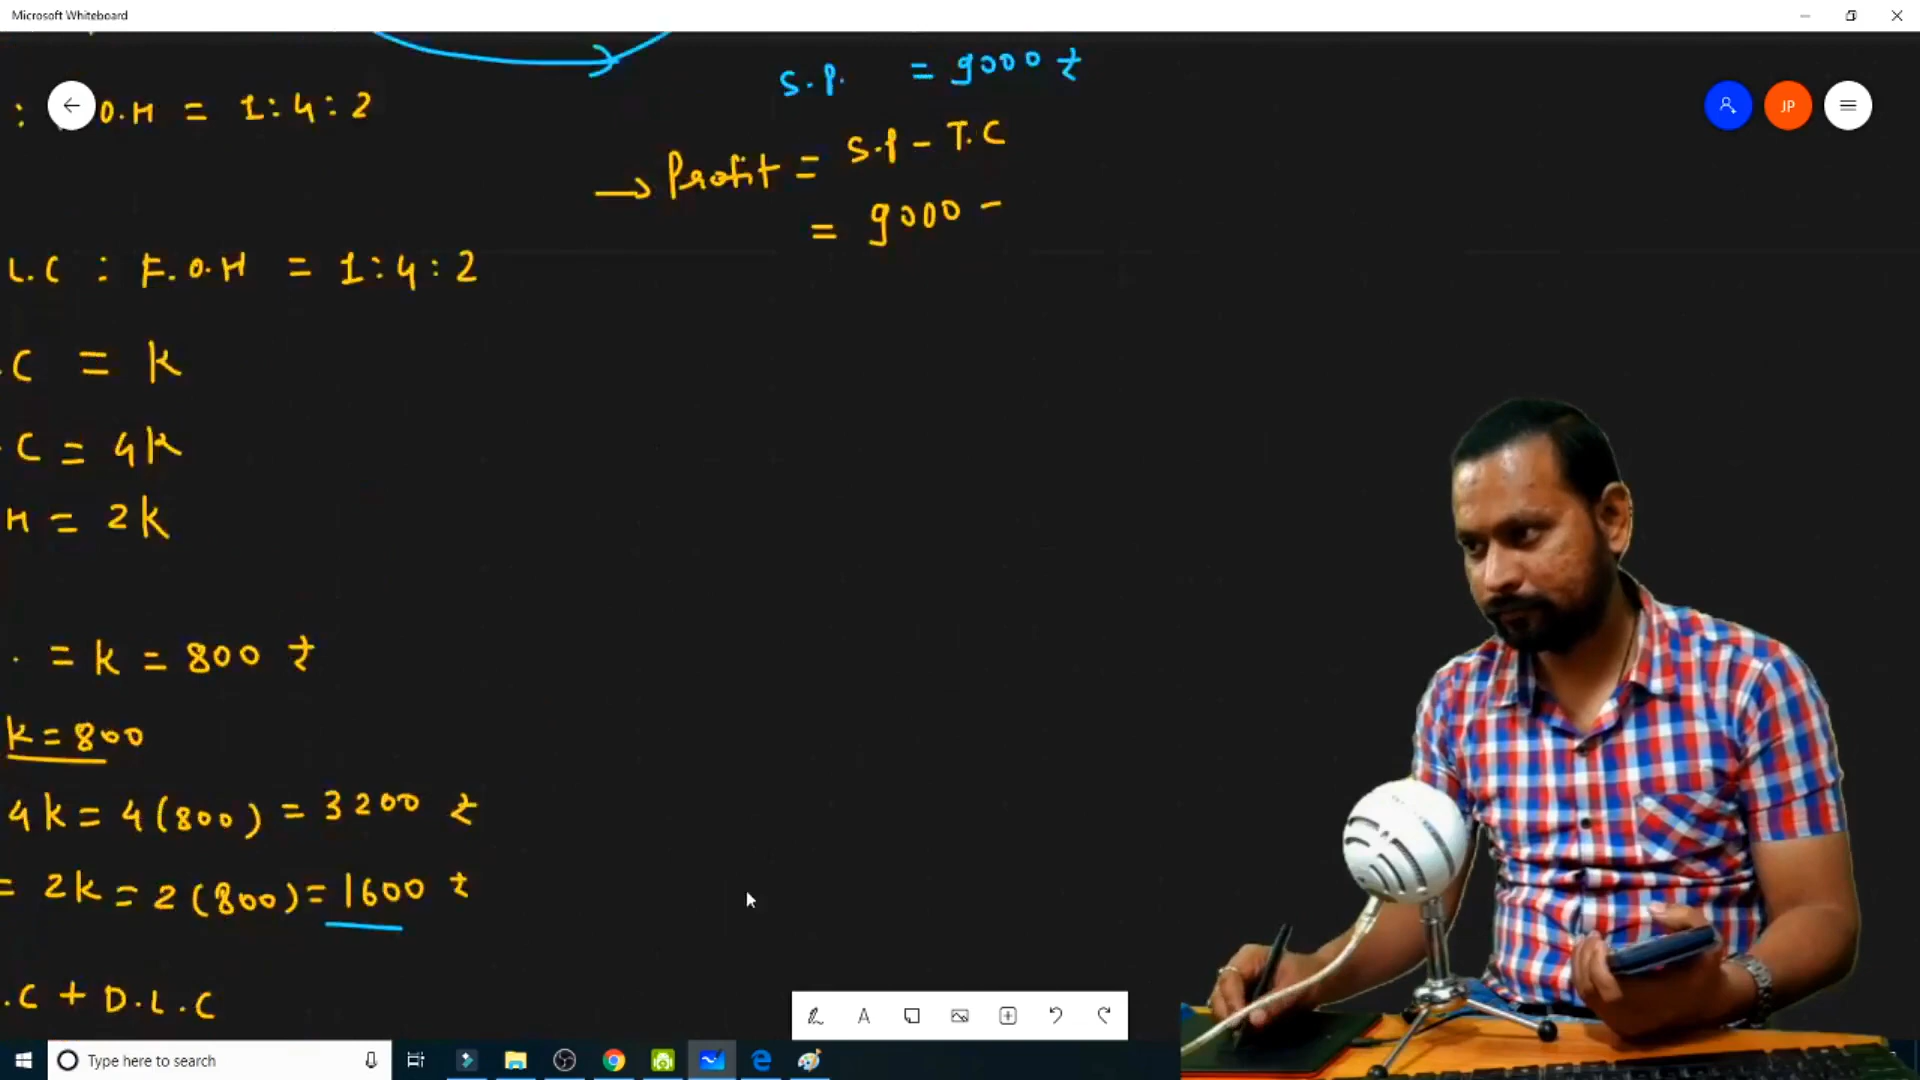 Microsoft Whiteboard
S.P. = 9000 ₹
: O.H = 1:4:2
JP
→ Profit = S.P - T.C
= 9000 -
L.C : F.O.H = 1:4:2
.C = K
.C = 4K
H = 2K
. = K = 800 ₹
K = 800
4K = 4(800) = 3200 ₹
= 2K = 2(800) = 1600 ₹
.C + D.L.C
A
Type here to search